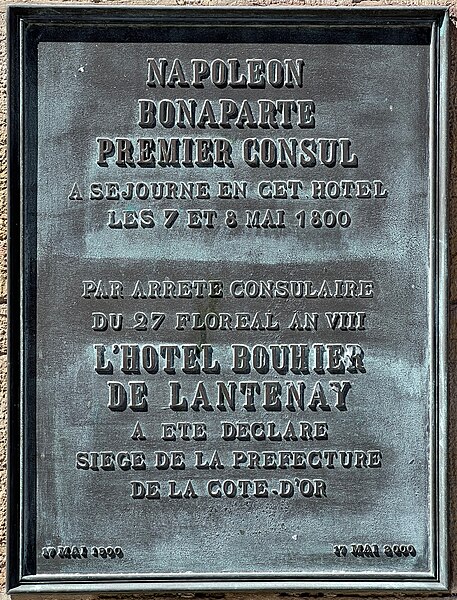 NAPOLEON
BONAPARTE
PREMIER CONSUL
A SEJOURNE EN CET HOTEL
LES 7 ET 8 MAI 1800
PAR ARRETE CONSULAIRE
DU 27 FLOREAL AN VIII
L'HOTEL BOUHIER
DE LANTENAY
A ETE DECLARE
SIEGE DE LA PREFECTURE
DE LA COTE-D'OR
17 MAI 1800 17 MAI 2000